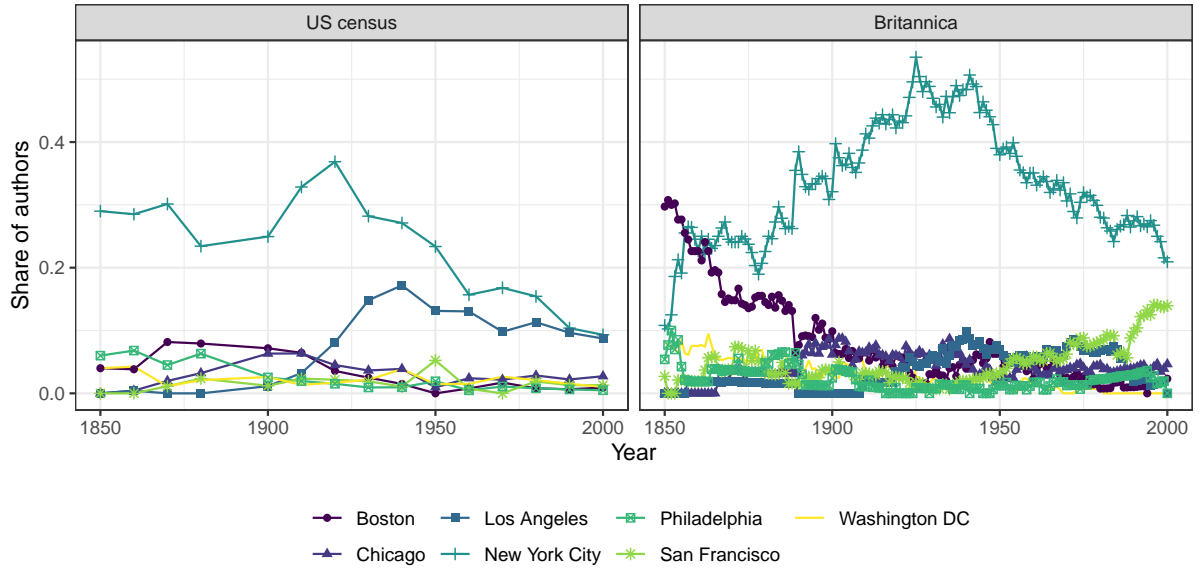 US census Britannica
Share of authors
0.4
0.2
0.0
1850 1900 1950 2000 1850 1900 1950 2000
Year
Boston Los Angeles Philadelphia Washington DC
Chicago New York City San Francisco